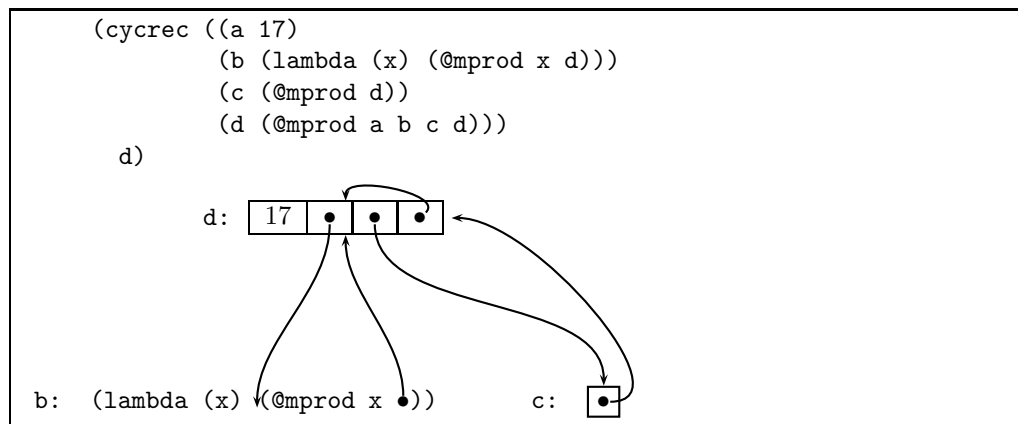 (cycrec ((a 17)
(b (lambda (x) (@mprod x d)))
(c (@mprod d))
(d (@mprod a b c d)))
d)
d: 17
b: (lambda (x) (@mprod x •)) c: